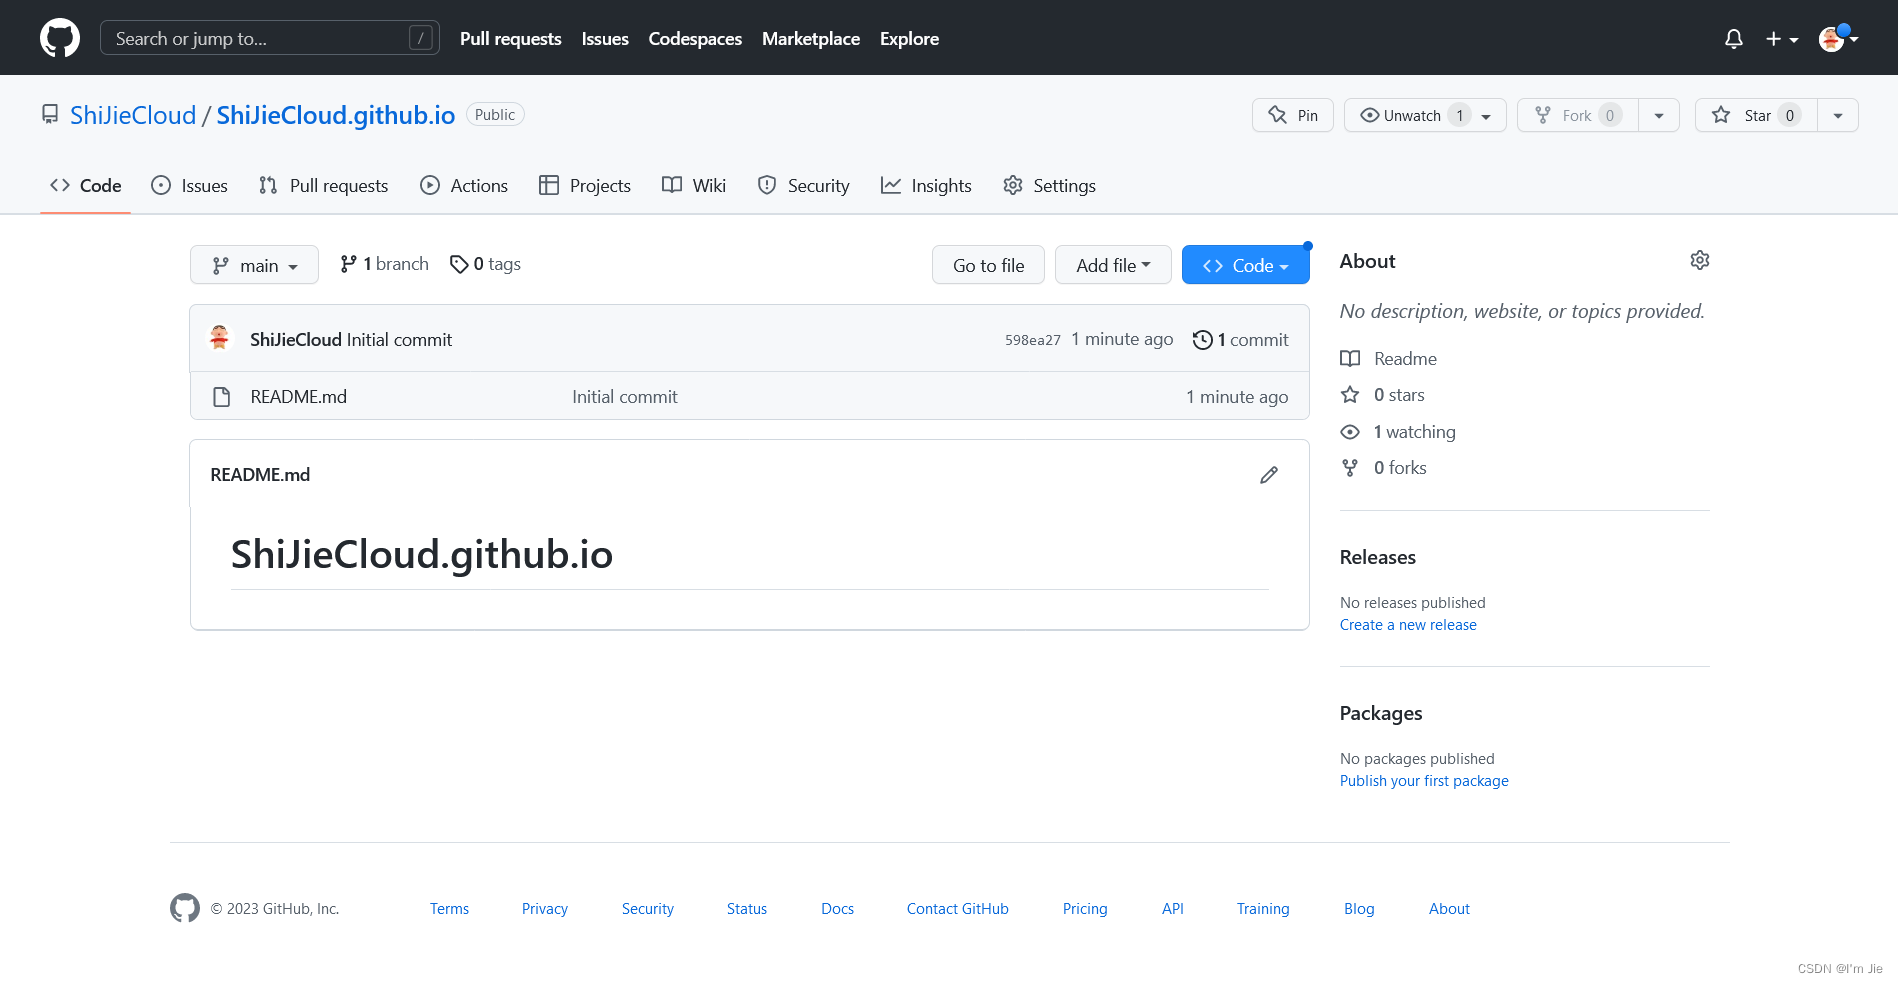 Search or jump to... / Pull requests Issues Codespaces Marketplace Explore
ShiJieCloud / ShiJieCloud.github.io Public Pin Unwatch 1 Fork 0 Star 0
Code Issues Pull requests Actions Projects Wiki Security Insights Settings
main 1 branch 0 tags Go to file Add file Code
ShiJieCloud Initial commit 598ea27 1 minute ago 1 commit
README.md Initial commit 1 minute ago
README.md
ShiJieCloud.github.io
About
No description, website, or topics provided.
Readme
0 stars
1 watching
0 forks
Releases
No releases published
Create a new release
Packages
No packages published
Publish your first package
© 2023 GitHub, Inc. Terms Privacy Security Status Docs Contact GitHub Pricing API Training Blog About
CSDN @I'm Jie